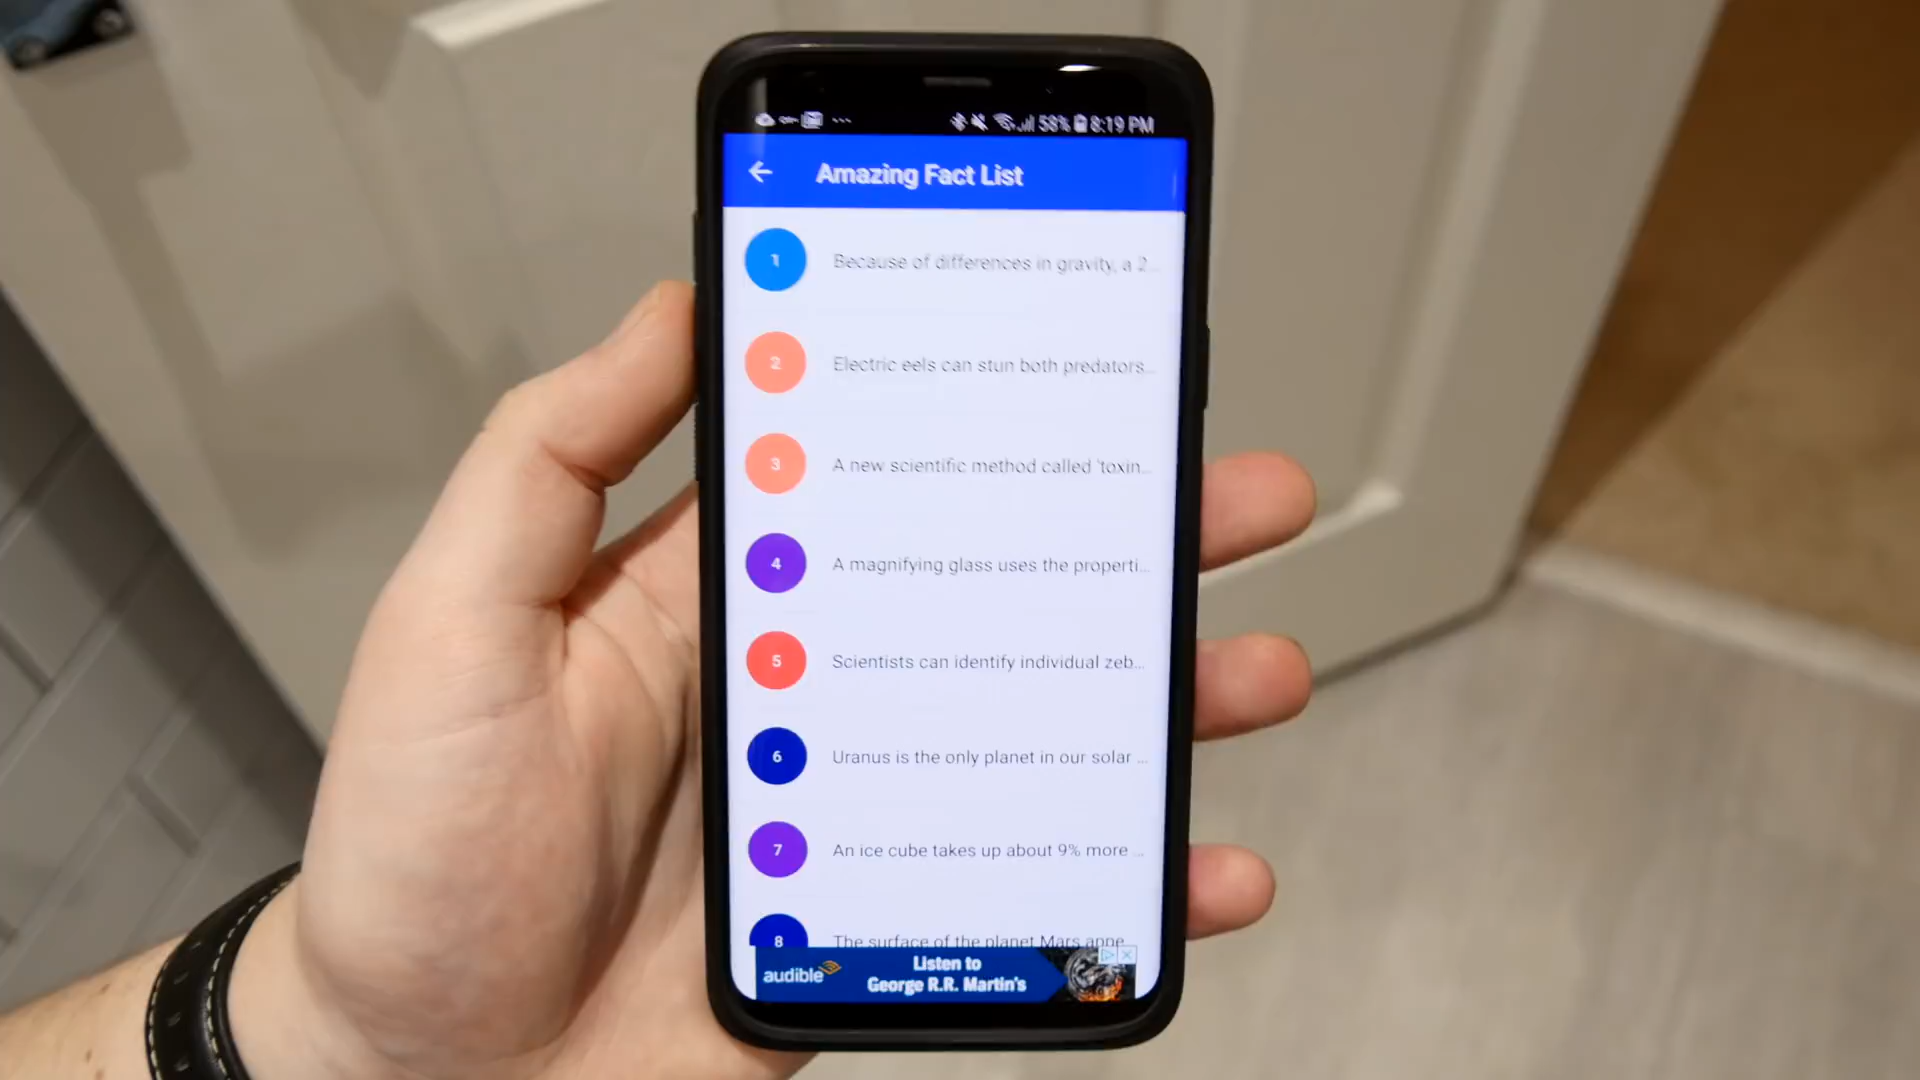 58% 8:19 PM
Amazing Fact List
1 Because of differences in gravity, a 2...
2 Electric eels can stun both predators...
3 A new scientific method called 'toxin...
4 A magnifying glass uses the properti...
5 Scientists can identify individual zeb...
6 Uranus is the only planet in our solar ...
7 An ice cube takes up about 9% more ...
8 The surface of the planet Mars appe
audible
Listen to
George R.R. Martin's